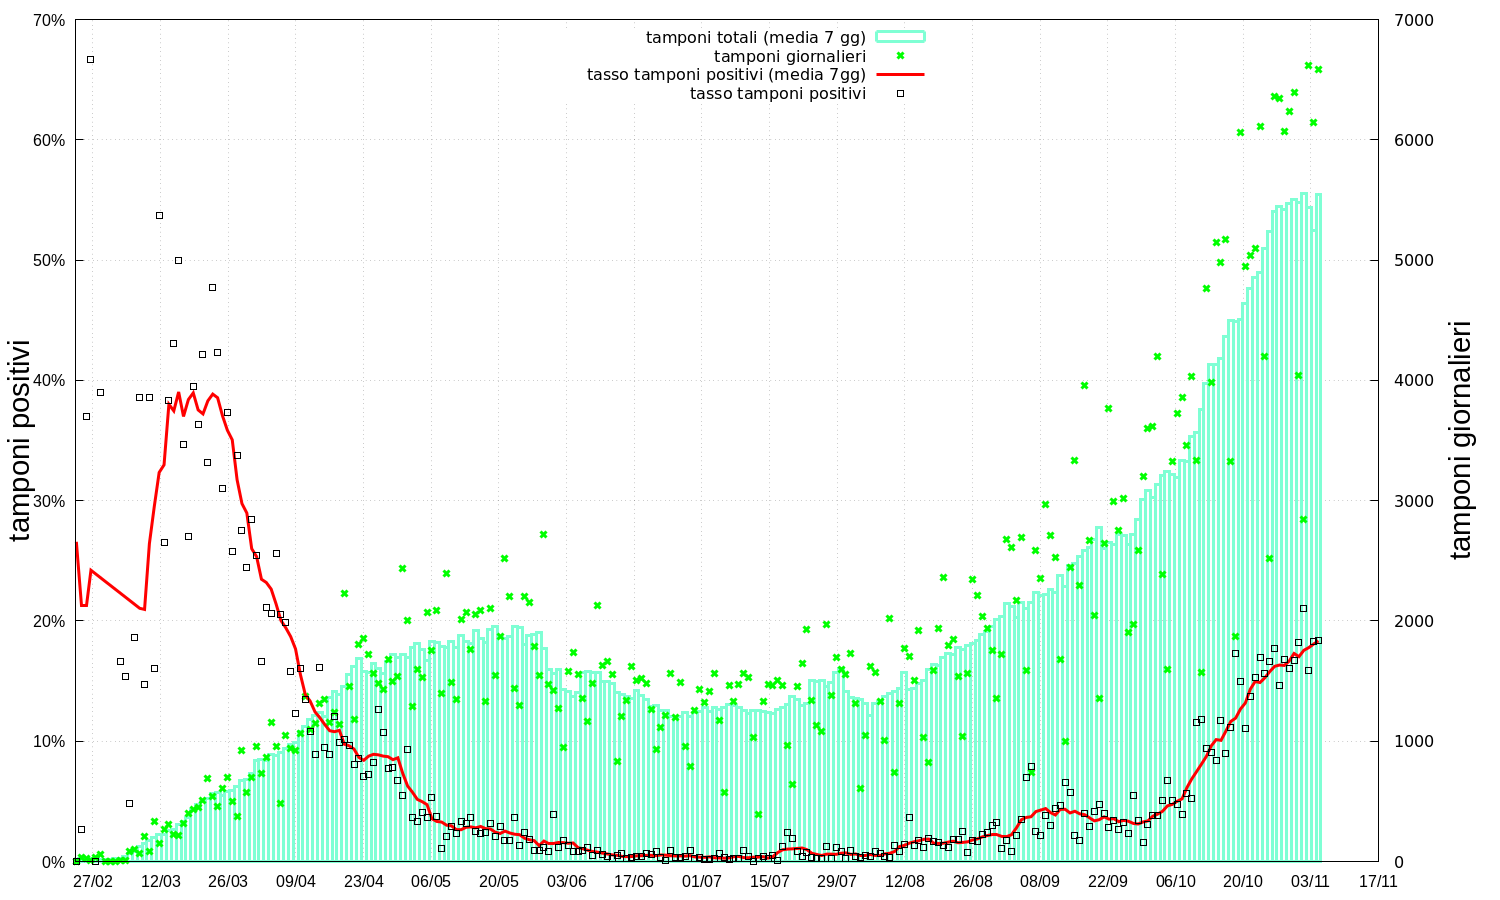 tamponi totali (media 7 gg)
tamponi giornalieri
tasso tamponi positivi (media 7gg)
tasso tamponi positivi
70%
60%
50%
40%
30%
20%
10%
0%
tamponi positivi
7000
6000
5000
4000
3000
2000
1000
0
tamponi giornalieri
27/02 12/03 26/03 09/04 23/04 06/05 20/05 03/06 17/06 01/07 15/07 29/07 12/08 26/08 08/09 22/09 06/10 20/10 03/11 17/11